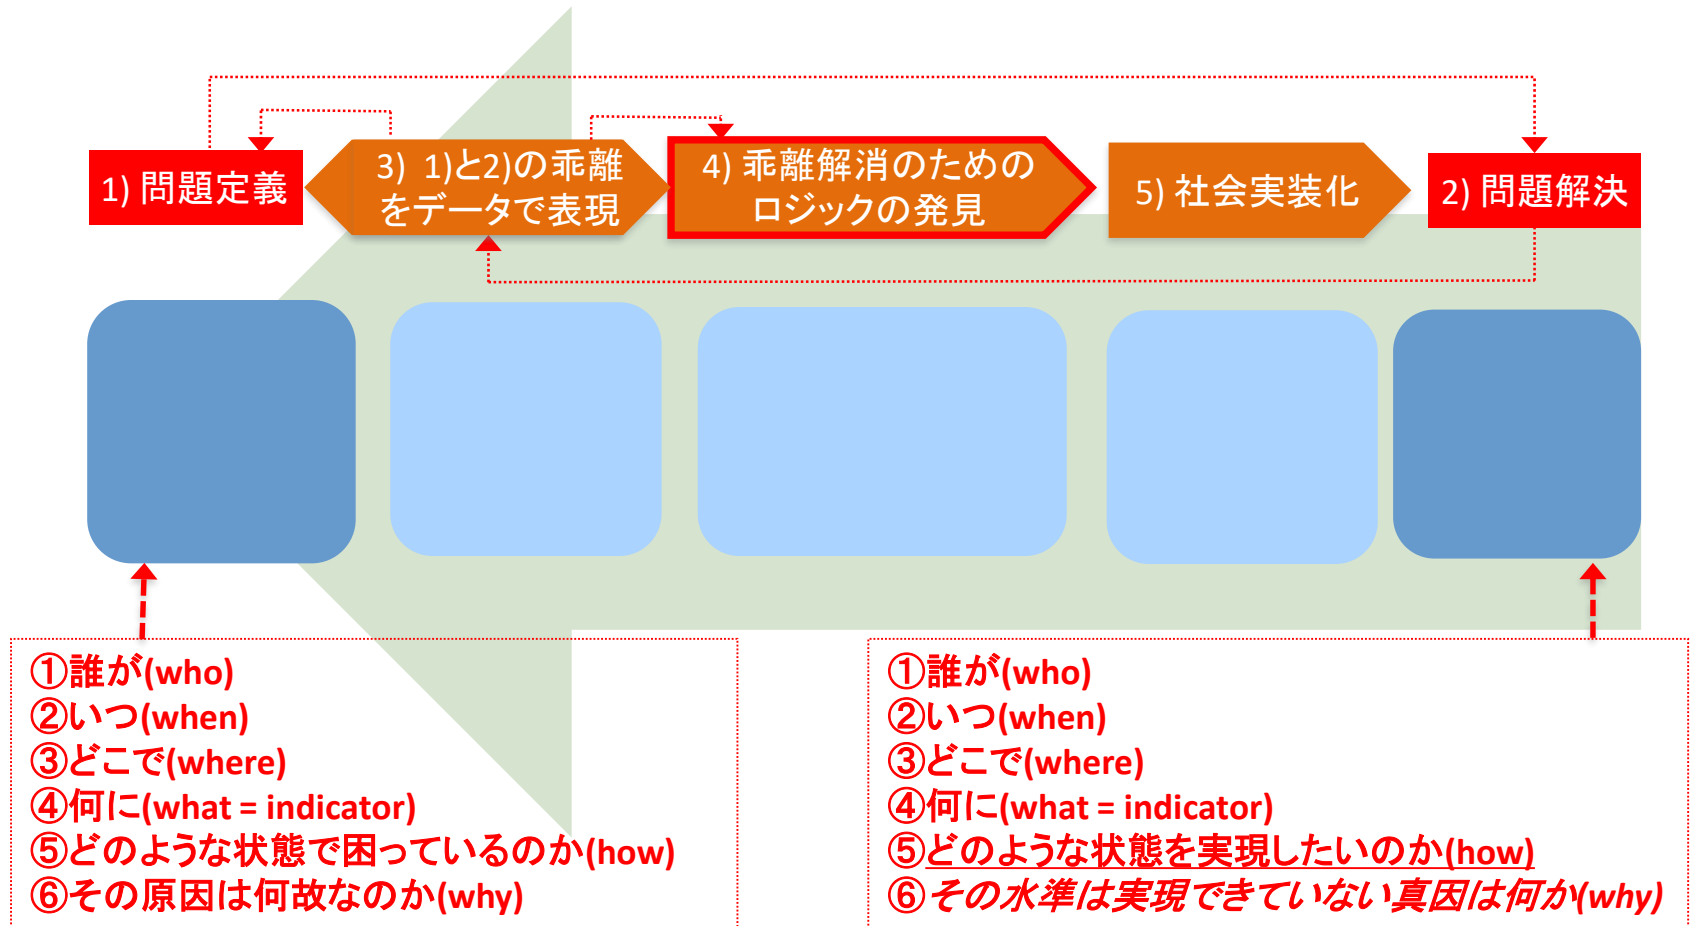 1) 問題定義
3) 1)と2)の乖離
をデータで表現
4) 乖離解消のための
ロジックの発見
5) 社会実装化
2) 問題解決
①誰が(who)
②いつ(when)
③どこで(where)
④何に(what = indicator)
⑤どのような状態で困っているのか(how)
⑥その原因は何故なのか(why)
①誰が(who)
②いつ(when)
③どこで(where)
④何に(what = indicator)
⑤どのような状態を実現したいのか(how)
⑥その水準は実現できていない真因は何か(why)